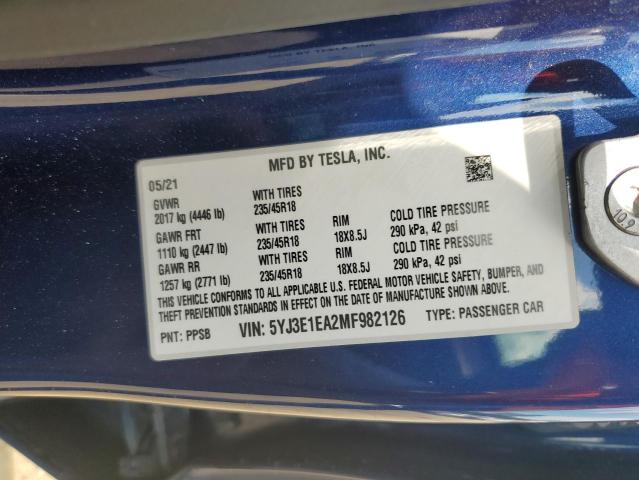 MFD BY TESLA, INC.
05/21
GVWR WITH TIRES
2017 kg (4446 lb) 235/45R18
GAWR FRT WITH TIRES RIM COLD TIRE PRESSURE
1110 kg (2447 lb) 235/45R18 18X8.5J 290 kPa, 42 psi
GAWR RR WITH TIRES RIM COLD TIRE PRESSURE
1257 kg (2771 lb) 235/45R18 18X8.5J 290 kPa, 42 psi
THIS VEHICLE CONFORMS TO ALL APPLICABLE U.S. FEDERAL MOTOR VEHICLE SAFETY, BUMPER, AND
THEFT PREVENTION STANDARDS IN EFFECT ON THE DATE OF MANUFACTURE SHOWN ABOVE.
PNT: PPSB VIN: 5YJ3E1EA2MF982126 TYPE: PASSENGER CAR
10.9